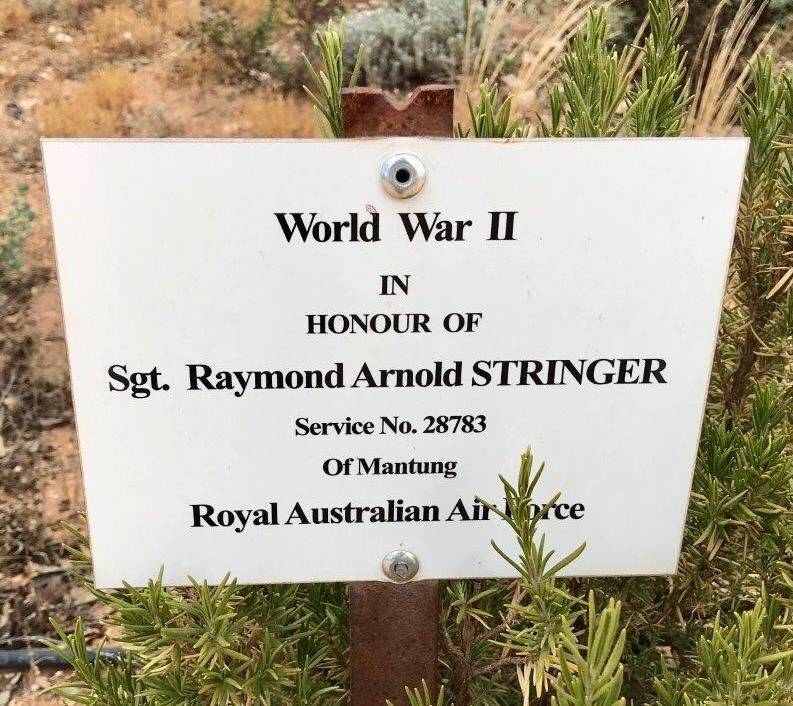 World War II
IN
HONOUR OF
Sgt. Raymond Arnold STRINGER
Service No. 28783
Of Mantung
Royal Australian Air Force